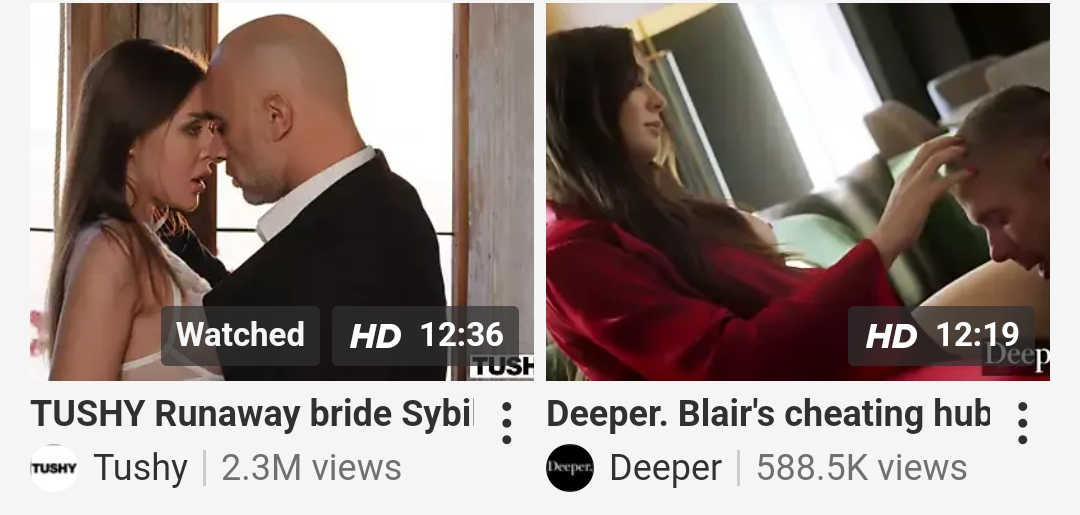 Watched
HD 12:36
TUSH
HD 12:19
Deep
TUSHY Runaway bride Sybil
Deeper. Blair's cheating hub
TUSHY
Tushy | 2.3M views
Deeper.
Deeper | 588.5K views